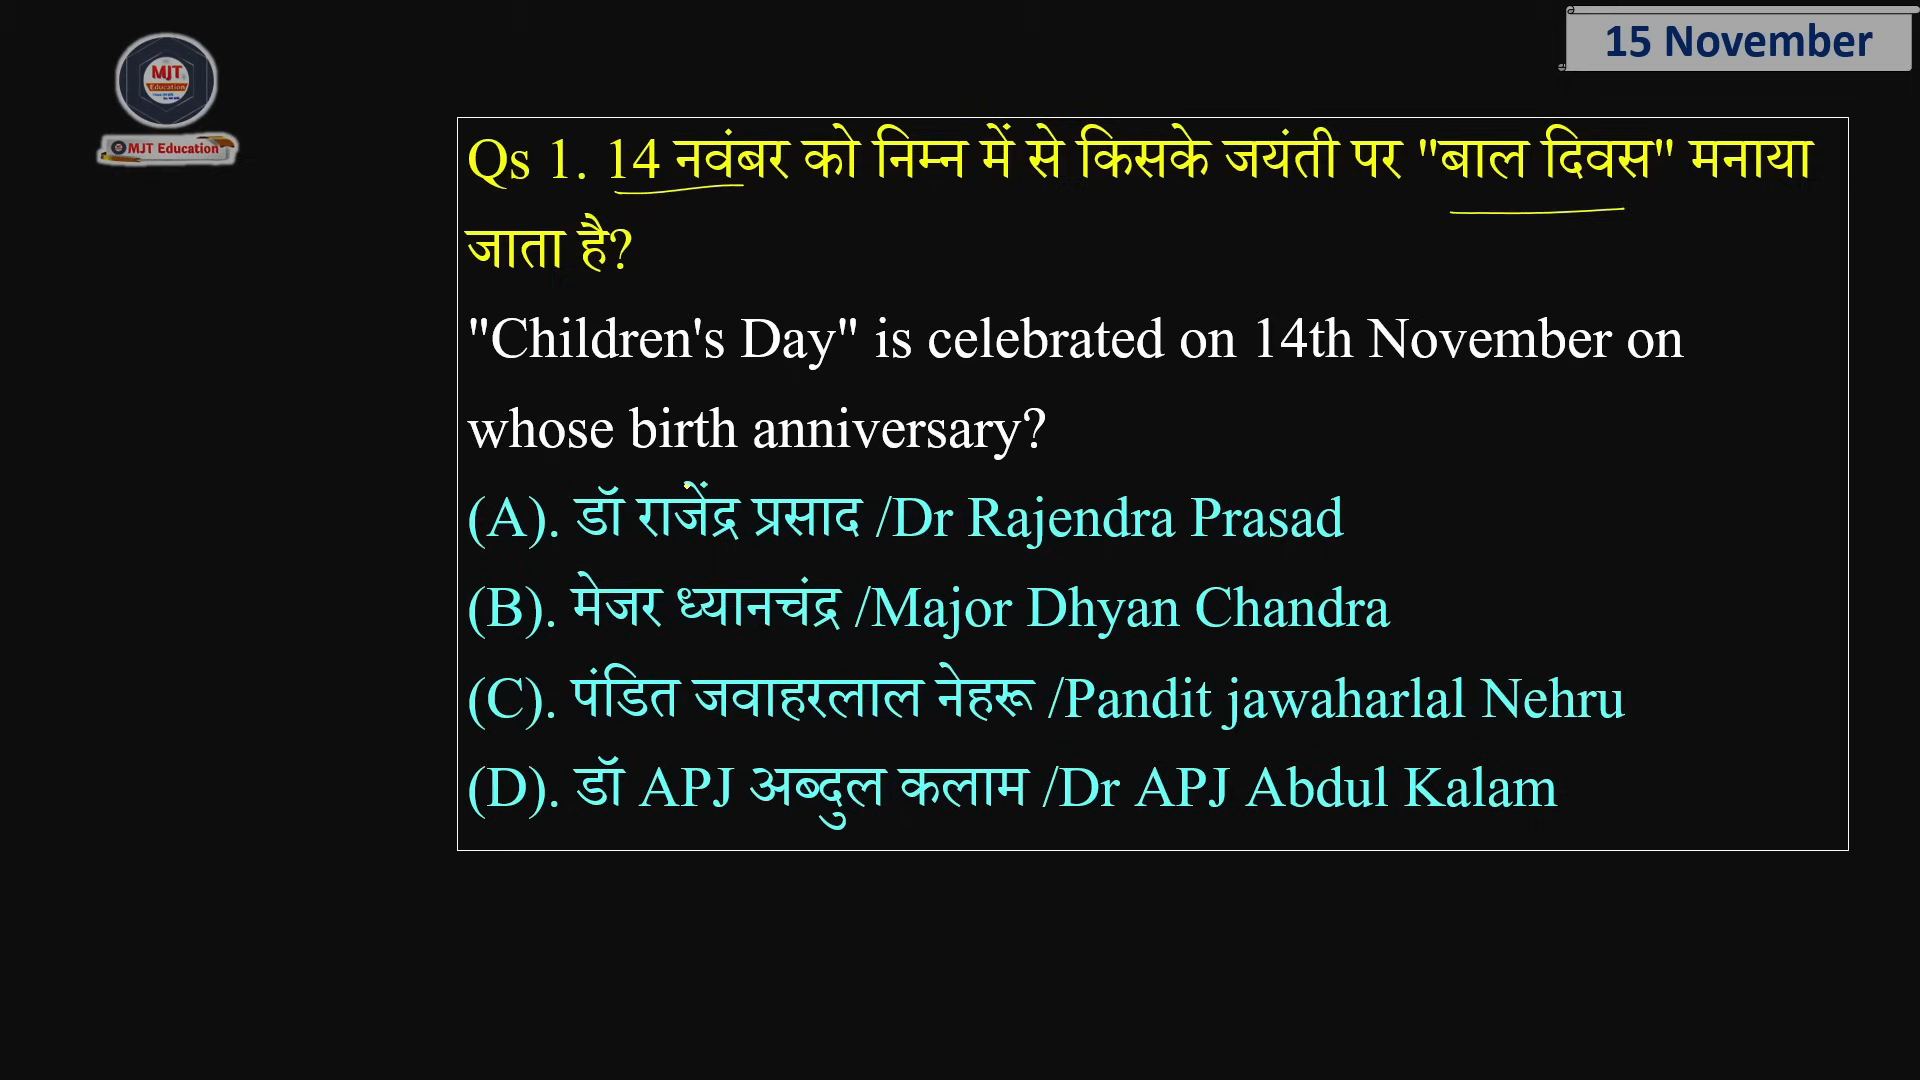 15 November
MJT
Education
MJT Education
Qs 1. 14 नवंबर को निम्न में से किसके जयंती पर "बाल दिवस" मनाया
जाता है?
"Children's Day" is celebrated on 14th November on
whose birth anniversary?
(A). डॉ राजेंद्र प्रसाद /Dr Rajendra Prasad
(B). मेजर ध्यानचंद्र /Major Dhyan Chandra
(C). पंडित जवाहरलाल नेहरू /Pandit jawaharlal Nehru
(D). डॉ APJ अब्दुल कलाम /Dr APJ Abdul Kalam